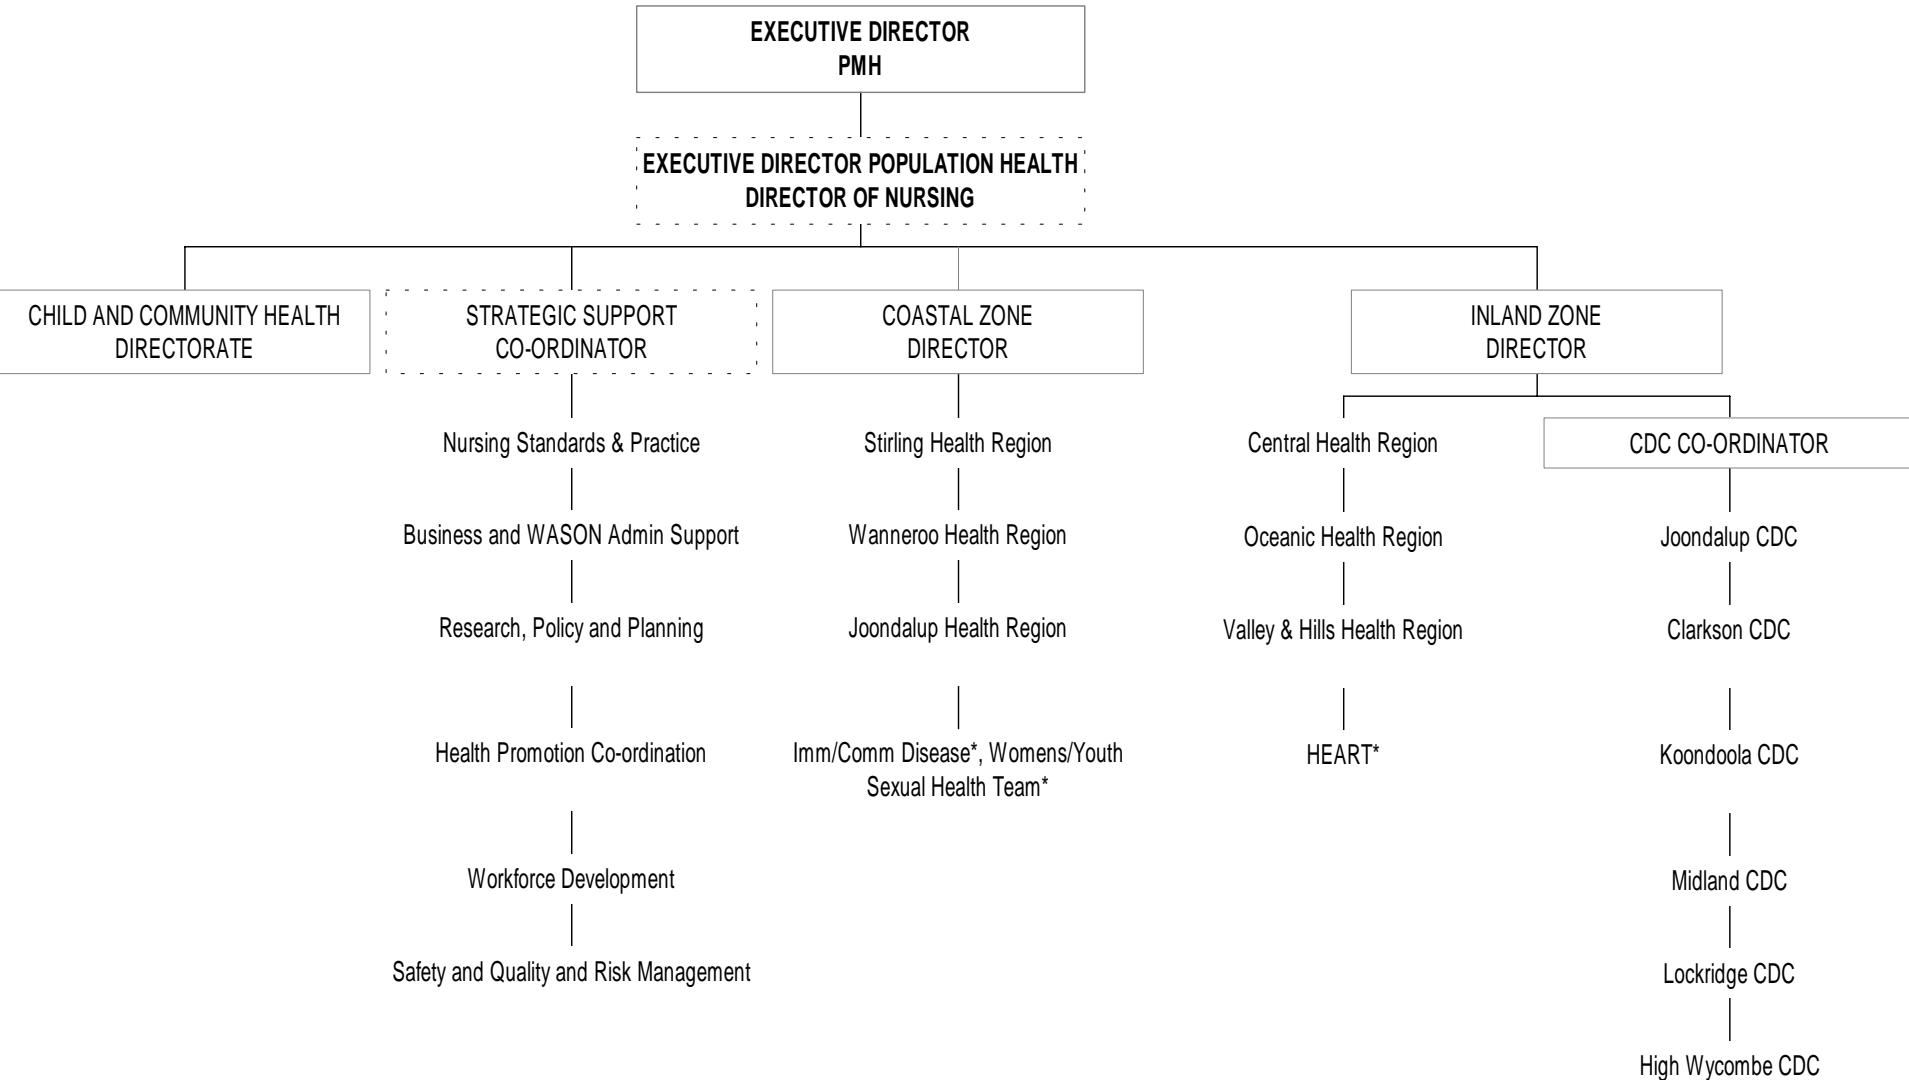 EXECUTIVE DIRECTOR
PMH
EXECUTIVE DIRECTOR POPULATION HEALTH
DIRECTOR OF NURSING
CHILD AND COMMUNITY HEALTH
DIRECTORATE
STRATEGIC SUPPORT
CO-ORDINATOR
COASTAL ZONE
DIRECTOR
INLAND ZONE
DIRECTOR
Nursing Standards & Practice
Business and WASON Admin Support
Research, Policy and Planning
Health Promotion Co-ordination
Workforce Development
Safety and Quality and Risk Management
Stirling Health Region
Wanneroo Health Region
Joondalup Health Region
Imm/Comm Disease*, Womens/Youth
Sexual Health Team*
Central Health Region
Oceanic Health Region
Valley & Hills Health Region
HEART*
CDC CO-ORDINATOR
Joondalup CDC
Clarkson CDC
Koondoola CDC
Midland CDC
Lockridge CDC
High Wycombe CDC